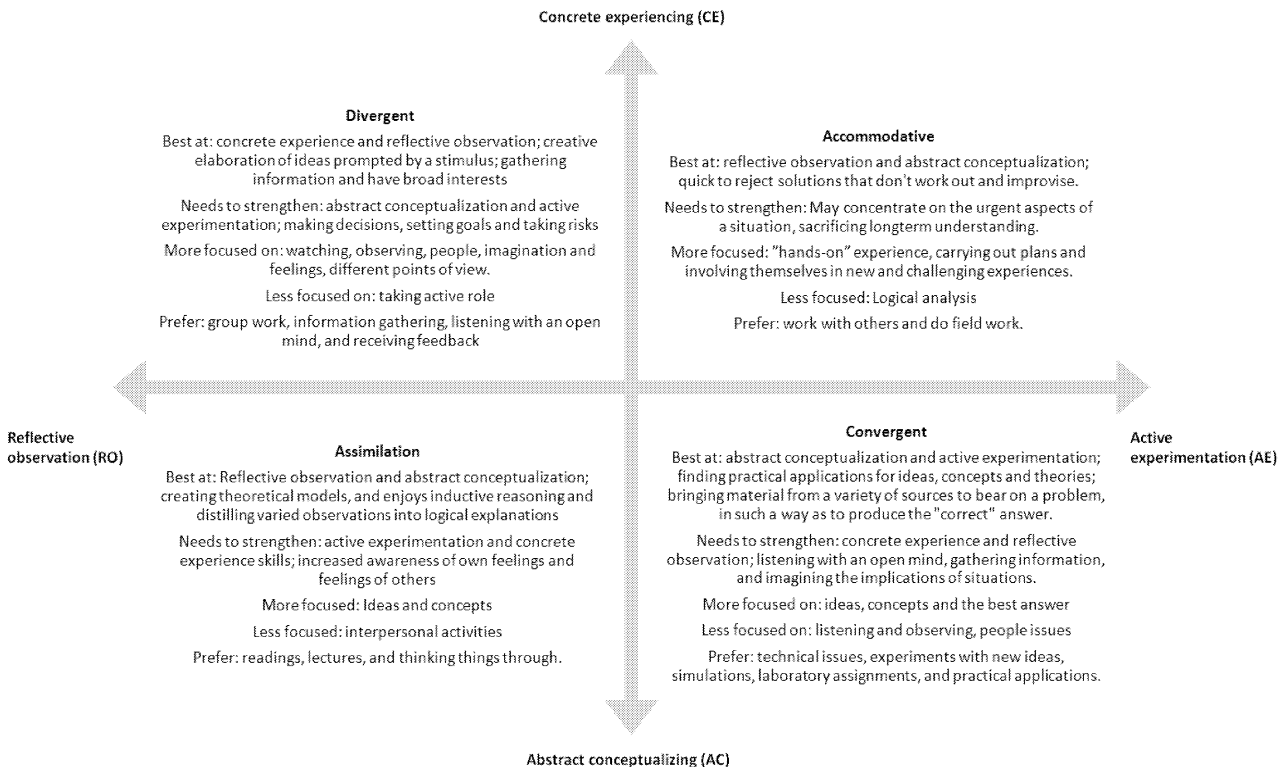 Concrete experiencing (CE)
Divergent
Best at: concrete experience and reflective observation; creative
elaboration of ideas prompted by a stimulus; gathering
information and have broad interests
Needs to strengthen: abstract conceptualization and active
experimentation; making decisions, setting goals and taking risks
More focused on: watching, observing, people, imagination and
feelings, different points of view.
Less focused on: taking active role
Prefer: group work, information gathering, listening with an open
mind, and receiving feedback
Accommodative
Best at: reflective observation and abstract conceptualization;
quick to reject solutions that don't work out and improvise.
Needs to strengthen: May concentrate on the urgent aspects of
a situation, sacrificing longterm understanding.
More focused: "hands-on" experience, carrying out plans and
involving themselves in new and challenging experiences.
Less focused: Logical analysis
Prefer: work with others and do field work.
Reflective
observation (RO)
Active
experimentation (AE)
Assimilation
Best at: Reflective observation and abstract conceptualization;
creating theoretical models, and enjoys inductive reasoning and
distilling varied observations into logical explanations
Needs to strengthen: active experimentation and concrete
experience skills; increased awareness of own feelings and
feelings of others
More focused: Ideas and concepts
Less focused: interpersonal activities
Prefer: readings, lectures, and thinking things through.
Convergent
Best at: abstract conceptualization and active experimentation;
finding practical applications for ideas, concepts and theories;
bringing material from a variety of sources to bear on a problem,
in such a way as to produce the "correct" answer.
Needs to strengthen: concrete experience and reflective
observation; listening with an open mind, gathering information,
and imagining the implications of situations.
More focused on: ideas, concepts and the best answer
Less focused on: listening and observing, people issues
Prefer: technical issues, experiments with new ideas,
simulations, laboratory assignments, and practical applications.
Abstract conceptualizing (AC)